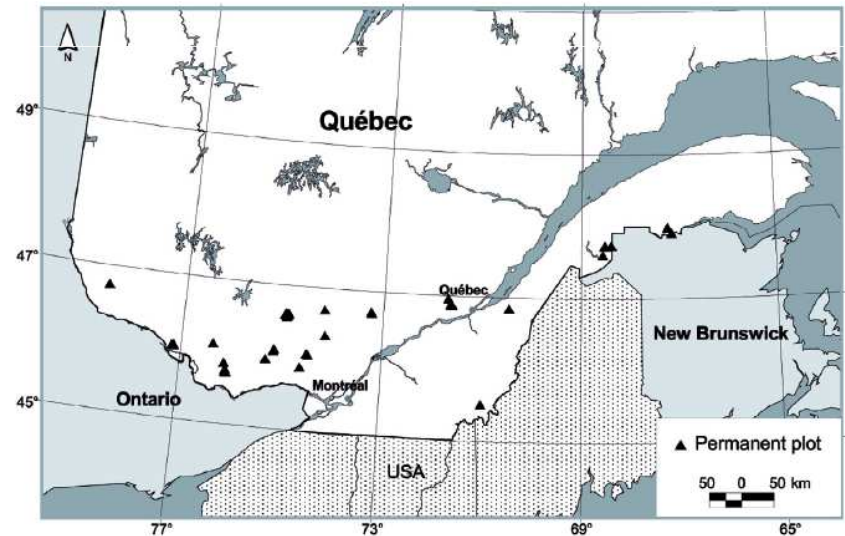 N
49°
Québec
47°
Québec
New Brunswick
Ontario
Montréal
45°
Permanent plot
USA
50 0 50 km
77° 73° 69° 65°